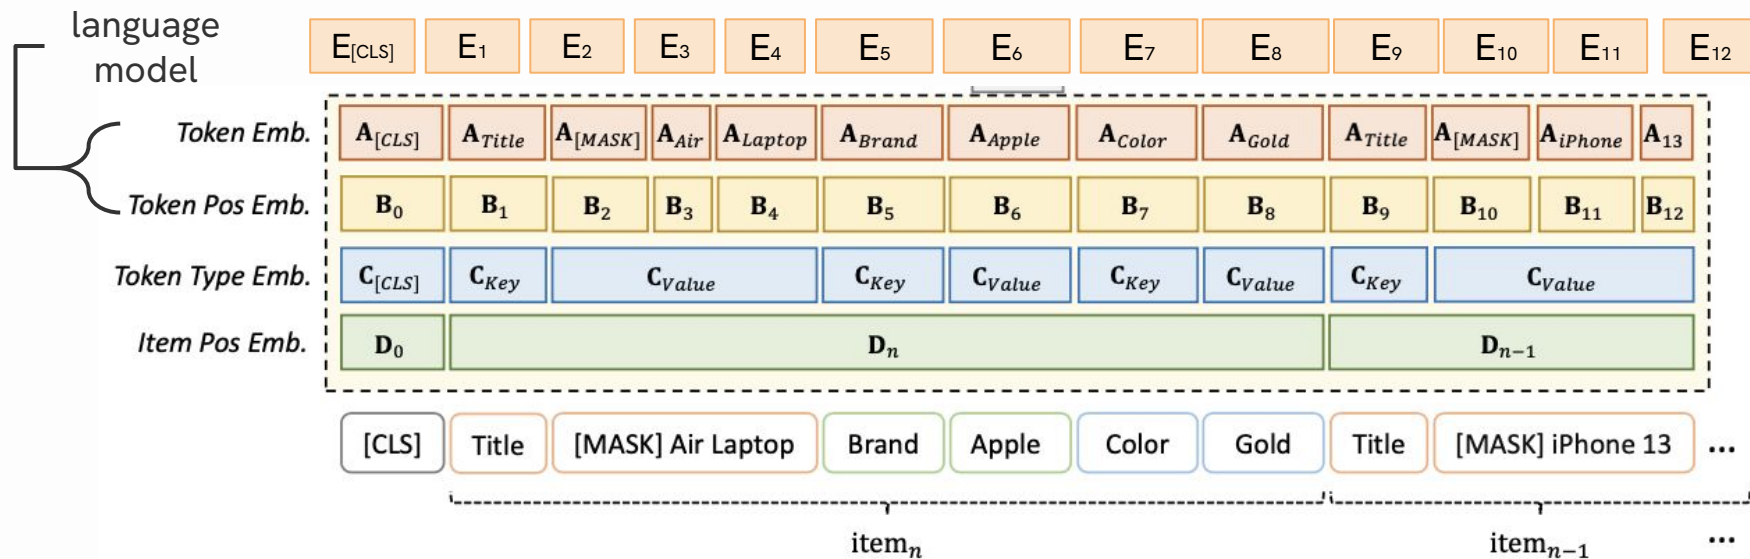 language
model
E[CLS] E1 E2 E3 E4 E5 E6 E7 E8 E9 E10 E11 E12
Token Emb. A[CLS] ATitle A[MASK] AAir ALaptop ABrand AApple AColor AGold ATitle A[MASK] AiPhone A13
Token Pos Emb. B0 B1 B2 B3 B4 B5 B6 B7 B8 B9 B10 B11 B12
Token Type Emb. C[CLS] CKey CValue CKey CValue CKey CValue CKey CValue
Item Pos Emb. D0 Dn Dn−1
[CLS] Title [MASK] Air Laptop Brand Apple Color Gold Title [MASK] iPhone 13 ...
itemn itemn−1 ...